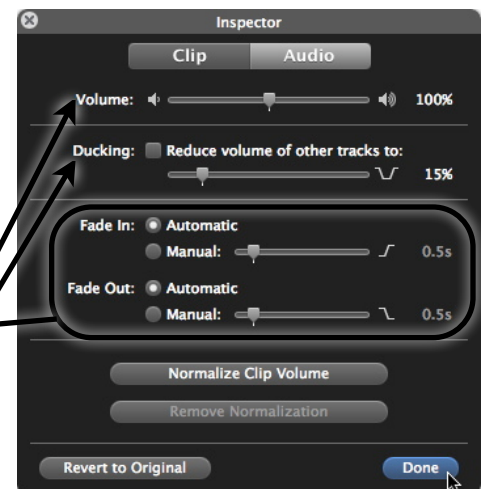 Inspector
Clip Audio
Volume: 100%
Ducking: Reduce volume of other tracks to:
15%
Fade In: Automatic
Manual: 0.5s
Fade Out: Automatic
Manual: 0.5s
Normalize Clip Volume
Remove Normalization
Revert to Original Done